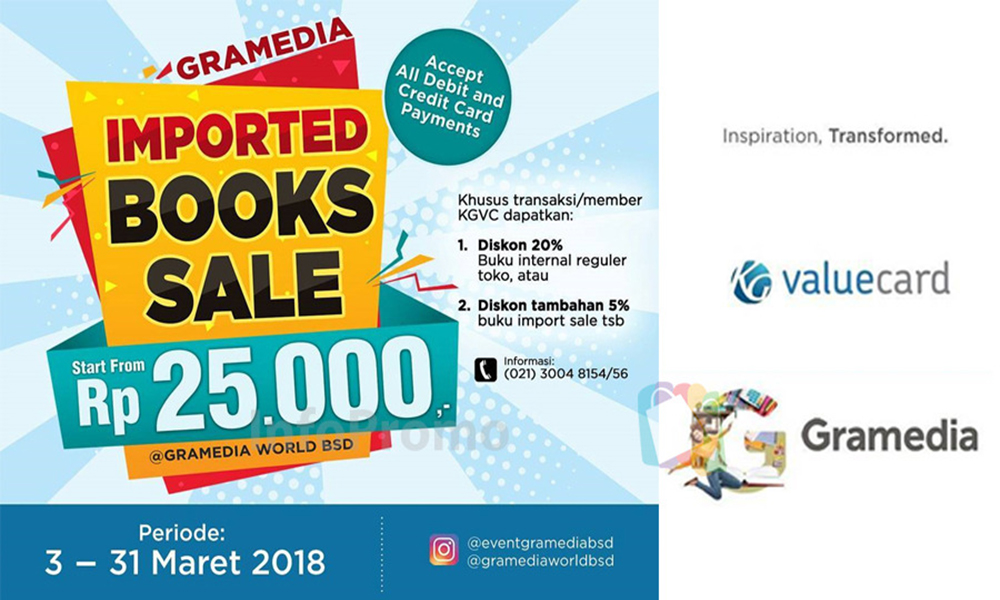 GRAMEDIA
IMPORTED
BOOKS
SALE
Start From
Rp 25.000,-
@GRAMEDIA WORLD BSD
Accept
All Debit and
Credit Card
Payments
Khusus transaksi/member
KGVC dapatkan:
1. Diskon 20%
Buku internal reguler
toko, atau
2. Diskon tambahan 5%
buku import sale tsb
Informasi:
(021) 3004 8154/56
InfoPromo
Periode:
3 – 31 Maret 2018
@eventgramediabsd
@gramediaworldbsd
Inspiration, Transformed.
KG valuecard
G Gramedia